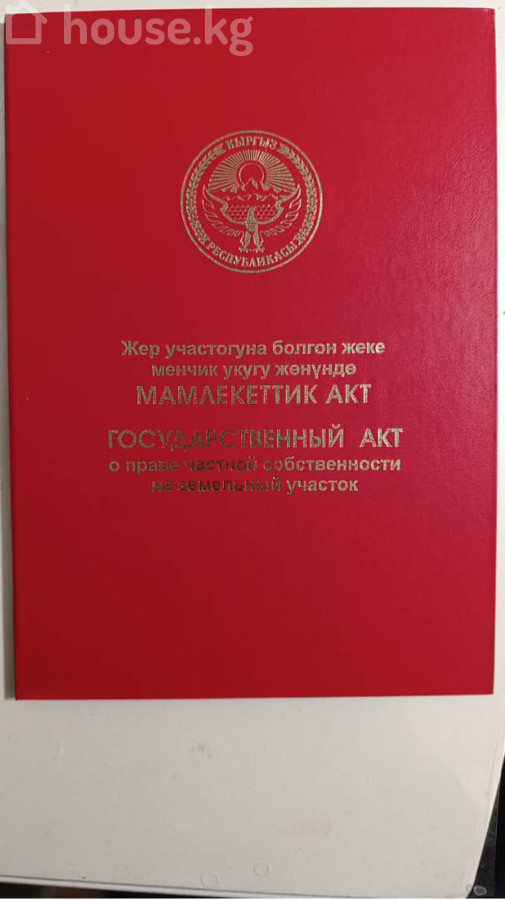 house.kg
КЫРГЫЗ
РЕСПУБЛИКАСЫ
Жер участогуна болгон жеке
менчик укугу жөнүндө
МАМЛЕКЕТТИК АКТ
ГОСУДАРСТВЕННЫЙ АКТ
о праве частной собственности
на земельный участок